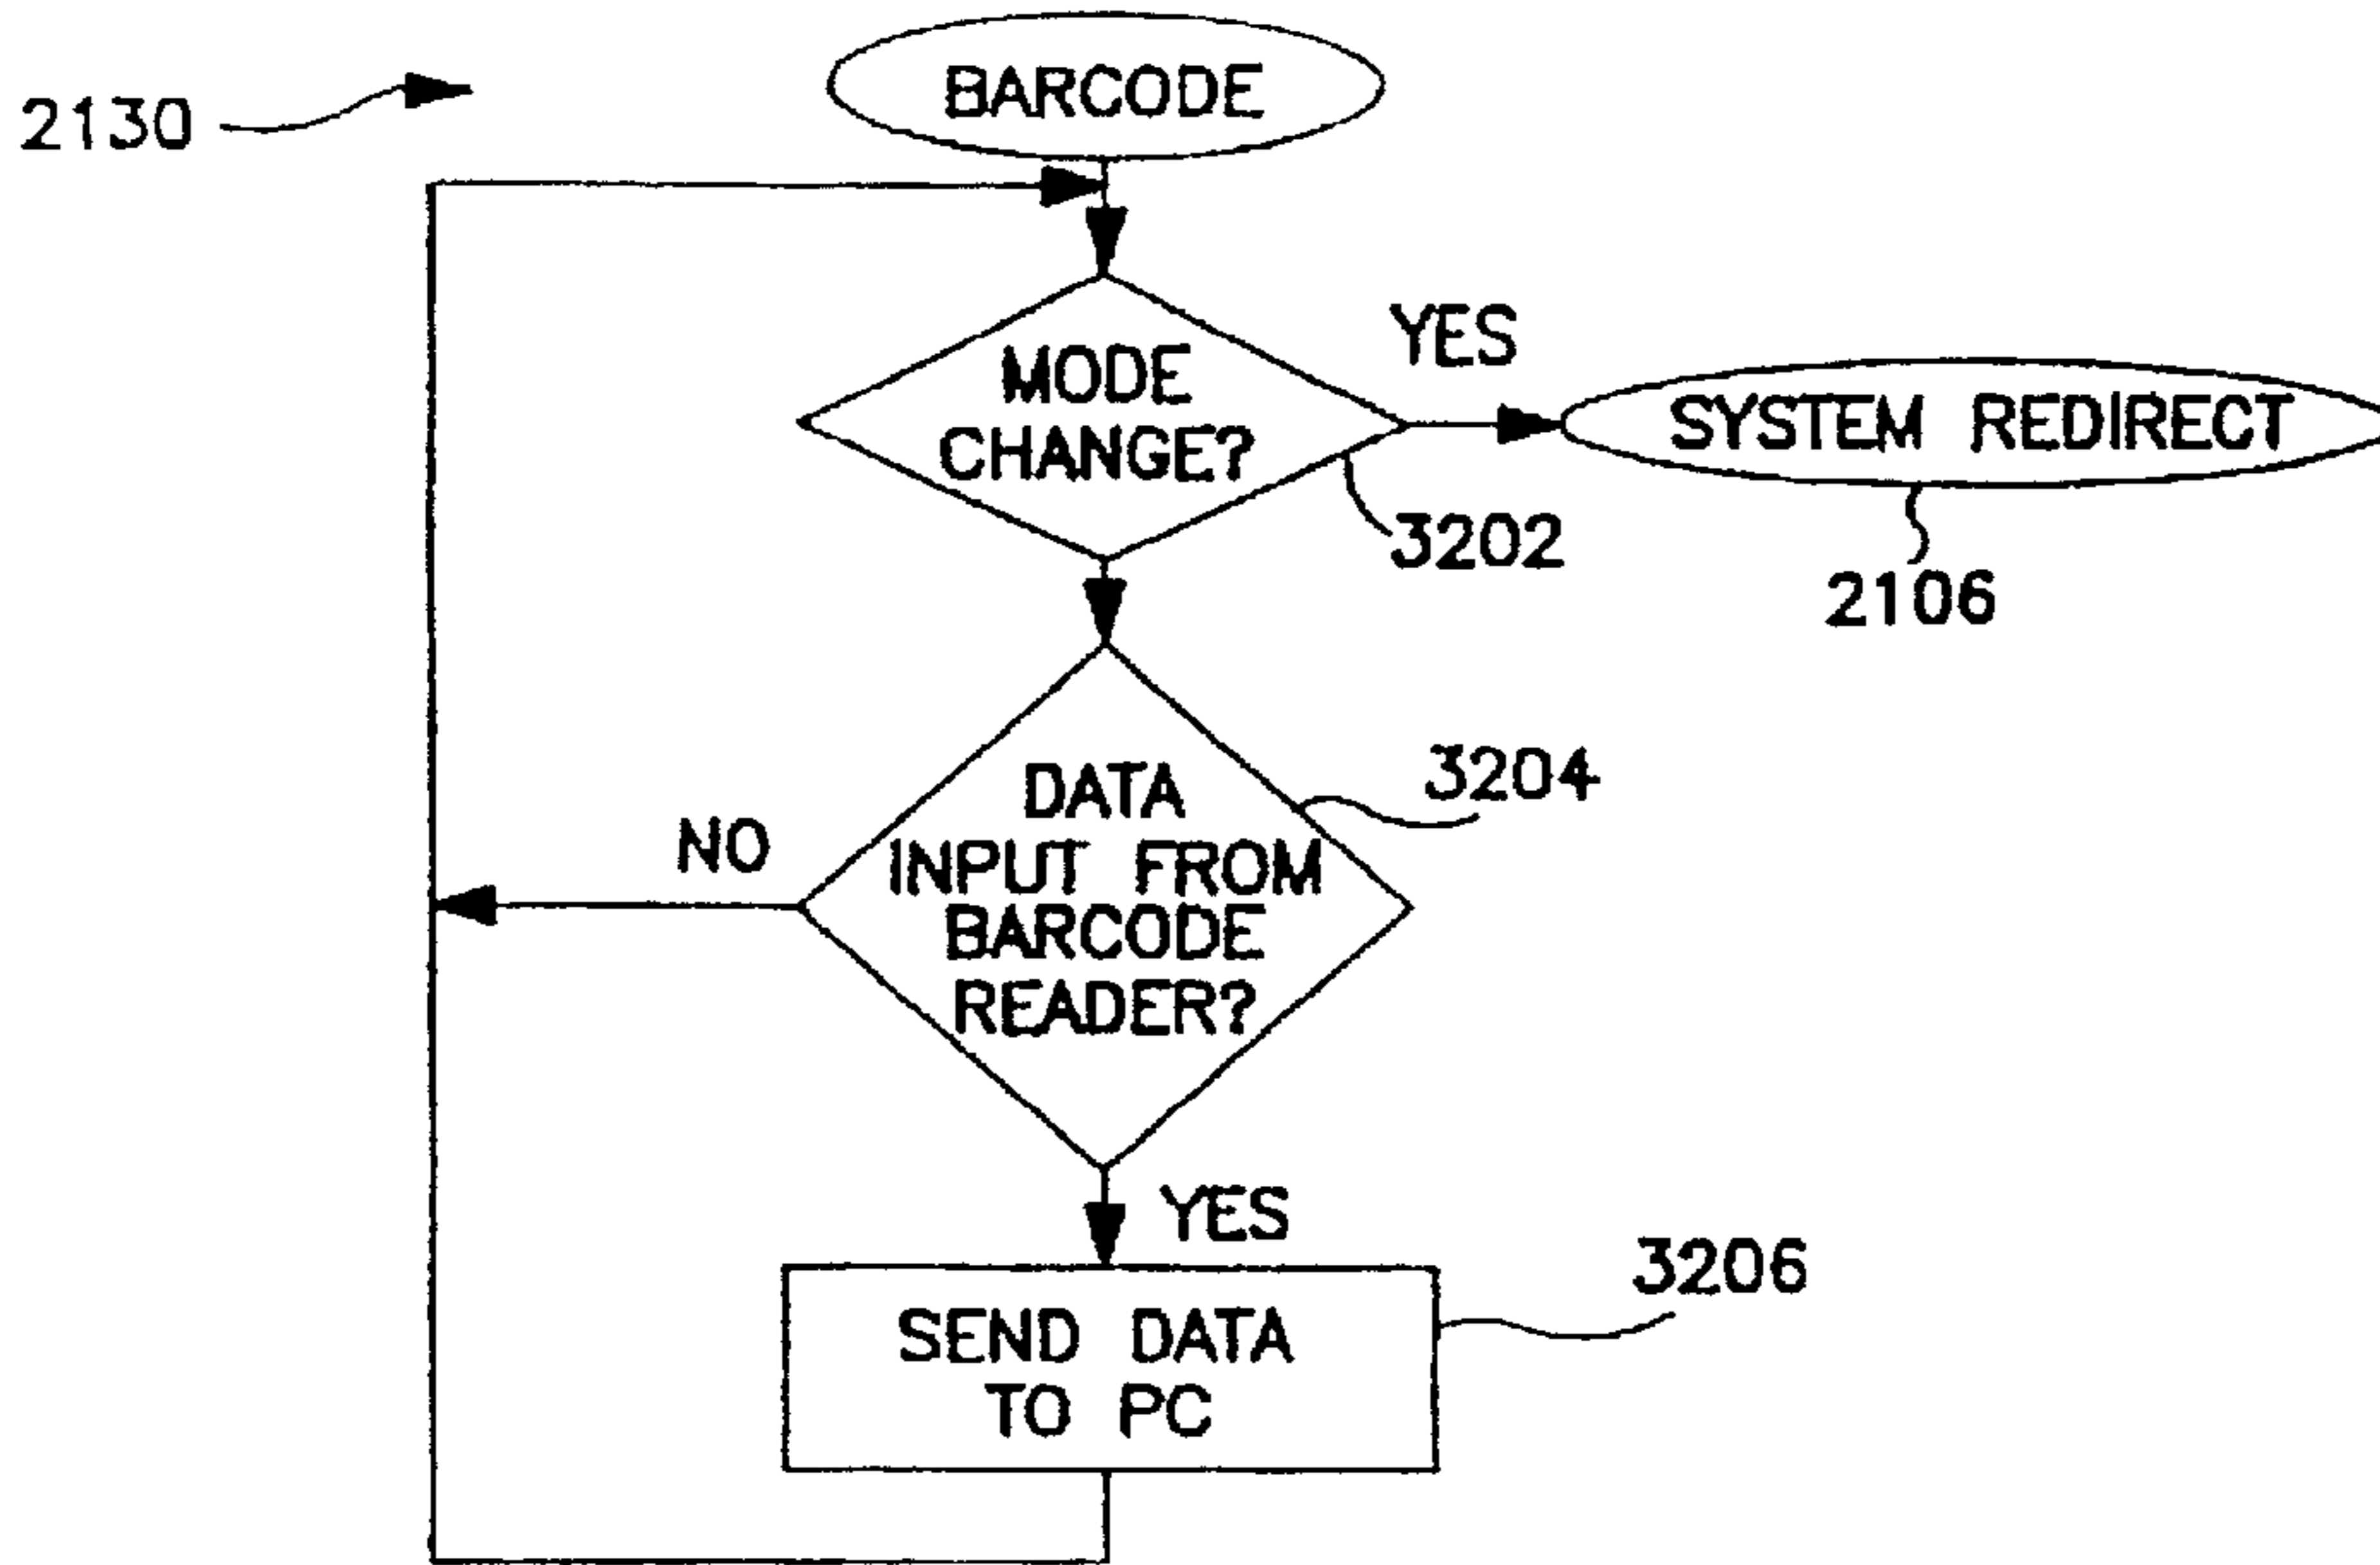 BARCODE
2130
MODE
CHANGE?
YES
SYSTEM REDIRECT
3202
2106
DATA
INPUT FROM
BARCODE
READER?
3204
NO
YES
SEND DATA
TO PC
3206